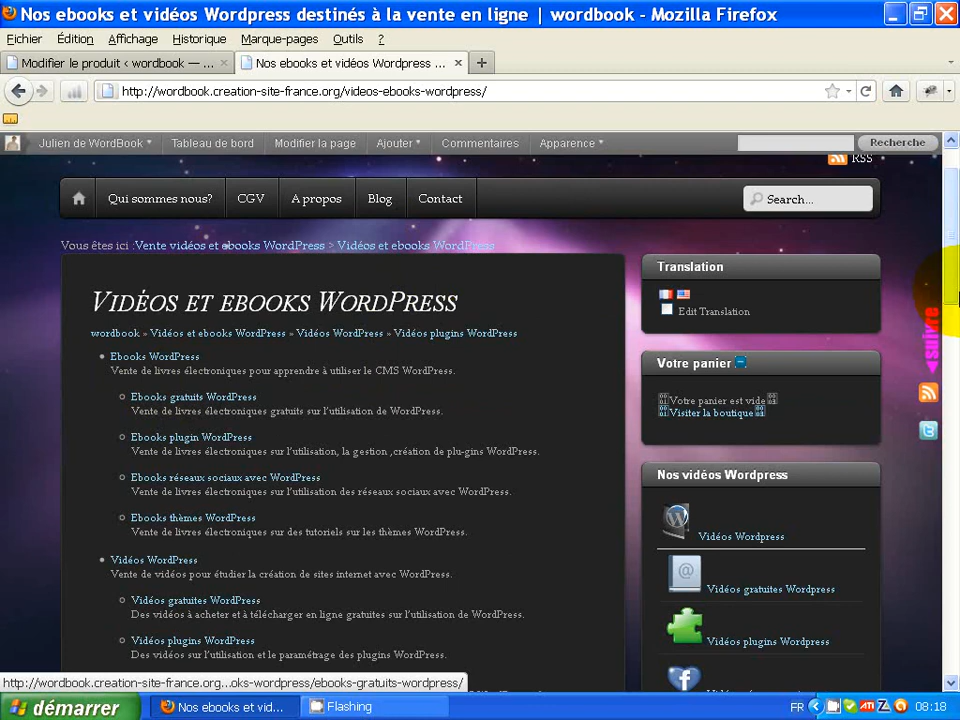 Nos ebooks et vidéos Wordpress destinés à la vente en ligne | wordbook - Mozilla Firefox
Fichier Édition Affichage Historique Marque-pages Outils ?
Modifier le produit ‹ wordbook — ... × Nos ebooks et vidéos Wordpress ... × +
http://wordbook.creation-site-france.org/videos-ebooks-wordpress/
Julien de WordBook Tableau de bord Modifier la page Ajouter Commentaires Apparence Recherche
RSS
Qui sommes nous? CGV A propos Blog Contact Search...
Vous êtes ici :Vente vidéos et ebooks WordPress > Vidéos et ebooks WordPress
Translation
Edit Translation
Vidéos et ebooks WordPress
wordbook » Vidéos et ebooks WordPress » Vidéos WordPress » Vidéos plugins WordPress
Ebooks WordPress
Vente de livres électroniques pour apprendre à utiliser le CMS WordPress.
Ebooks gratuits WordPress
Vente de livres électroniques gratuits sur l'utilisation de WordPress.
Ebooks plugin WordPress
Vente de livres électroniques sur l'utilisation, la gestion ,création de plu-gins WordPress.
Ebooks réseaux sociaux avec WordPress
Vente de livres électroniques sur l'utilisation des réseaux sociaux avec WordPress.
Ebooks thèmes WordPress
Vente de livres électroniques sur des tutoriels sur les thèmes WordPress.
Vidéos WordPress
Vente de vidéos pour étudier la création de sites internet avec WordPress.
Vidéos gratuites WordPress
Des vidéos à acheter et à télécharger en ligne gratuites sur l'utilisation de WordPress.
Vidéos plugins WordPress
Des vidéos sur l'utilisation et le paramétrage des plugins WordPress.
Votre panier
Votre panier est vide
Visiter la boutique
Nos vidéos Wordpress
Vidéos Wordpress
Vidéos gratuites Wordpress
Vidéos plugins Wordpress
suivre
http://wordbook.creation-site-france.org...oks-wordpress/ebooks-gratuits-wordpress/
démarrer Nos ebooks et vid... Flashing FR 08:18